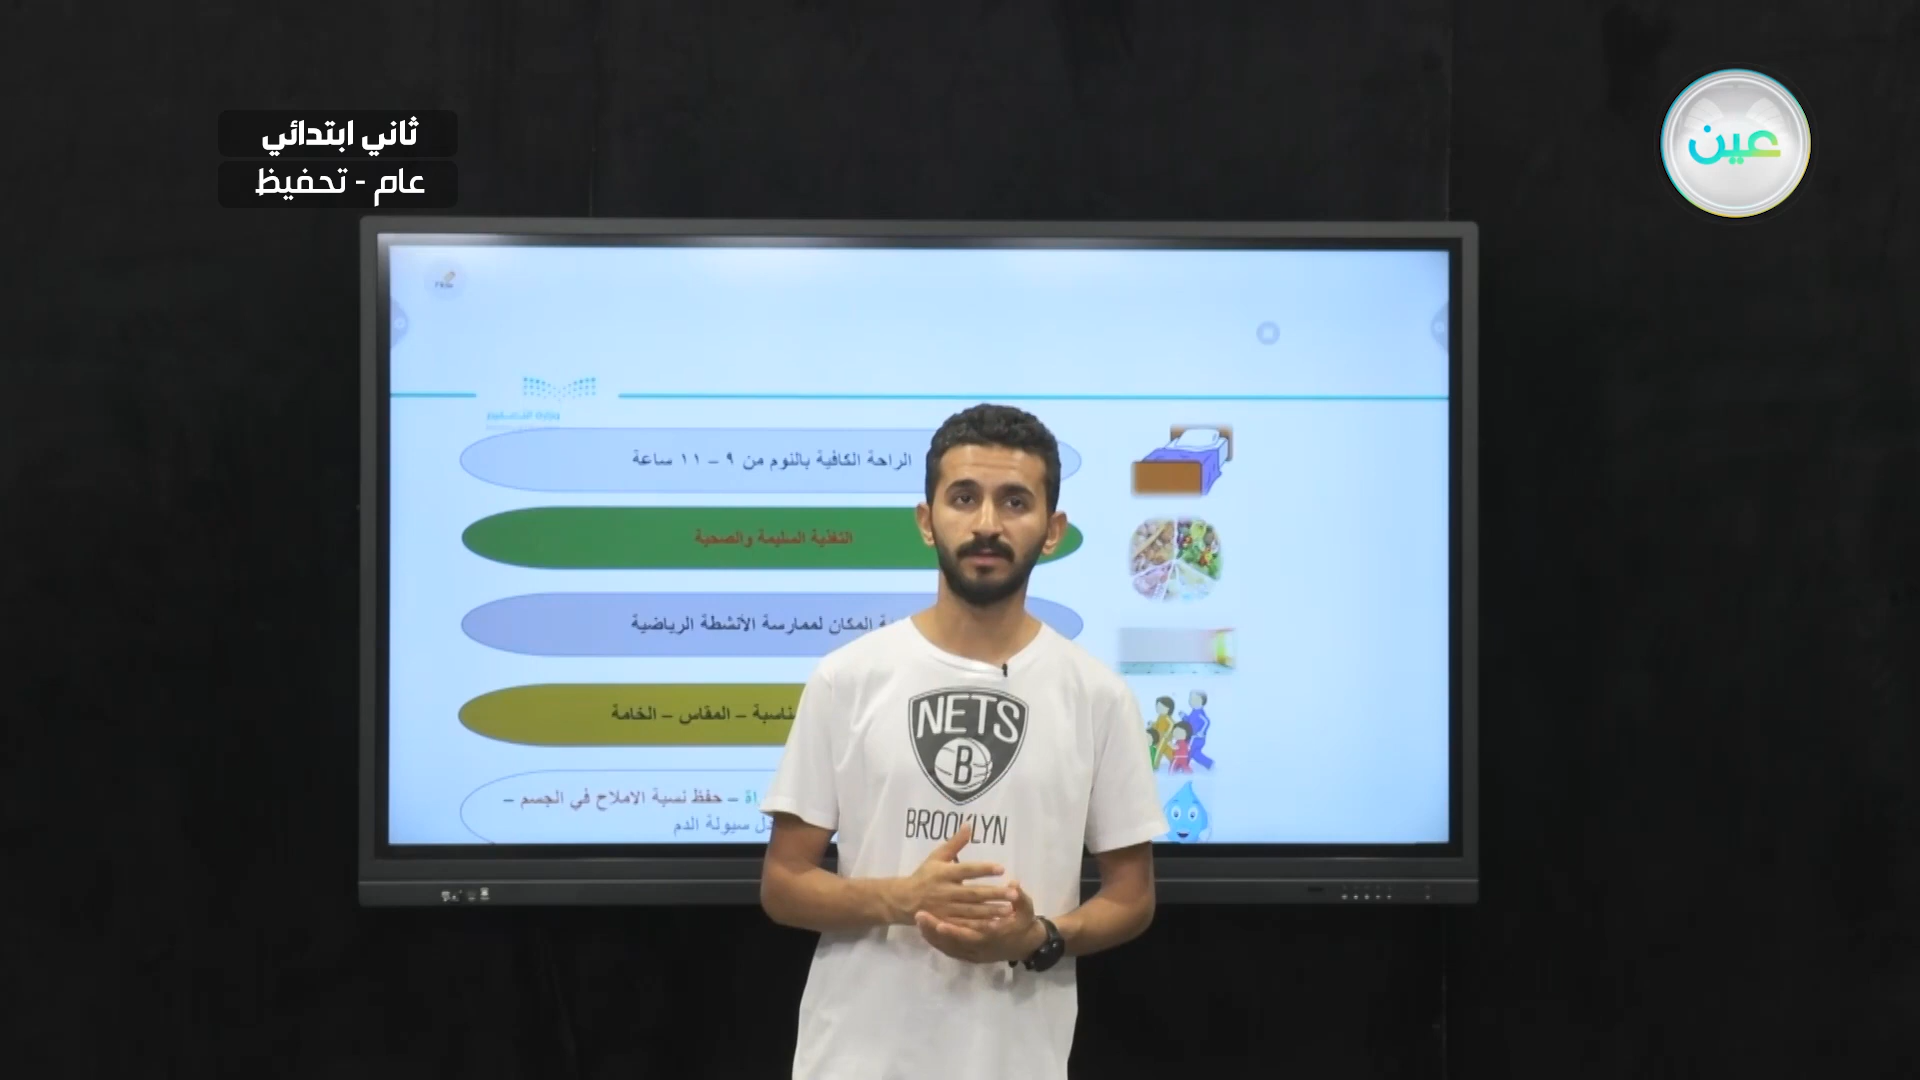 ثاني ابتدائي
عام - تحفيظ
عين
الراحة الكافية بالنوم من ٩ – ١١ ساعة
التغذية السليمة والصحية
المكان لممارسة الأنشطة الرياضية
– المقاس – الخامة
– حفظ نسبة الاملاح في الجسم –
سيولة الدم
NETS
B
BROOKLYN